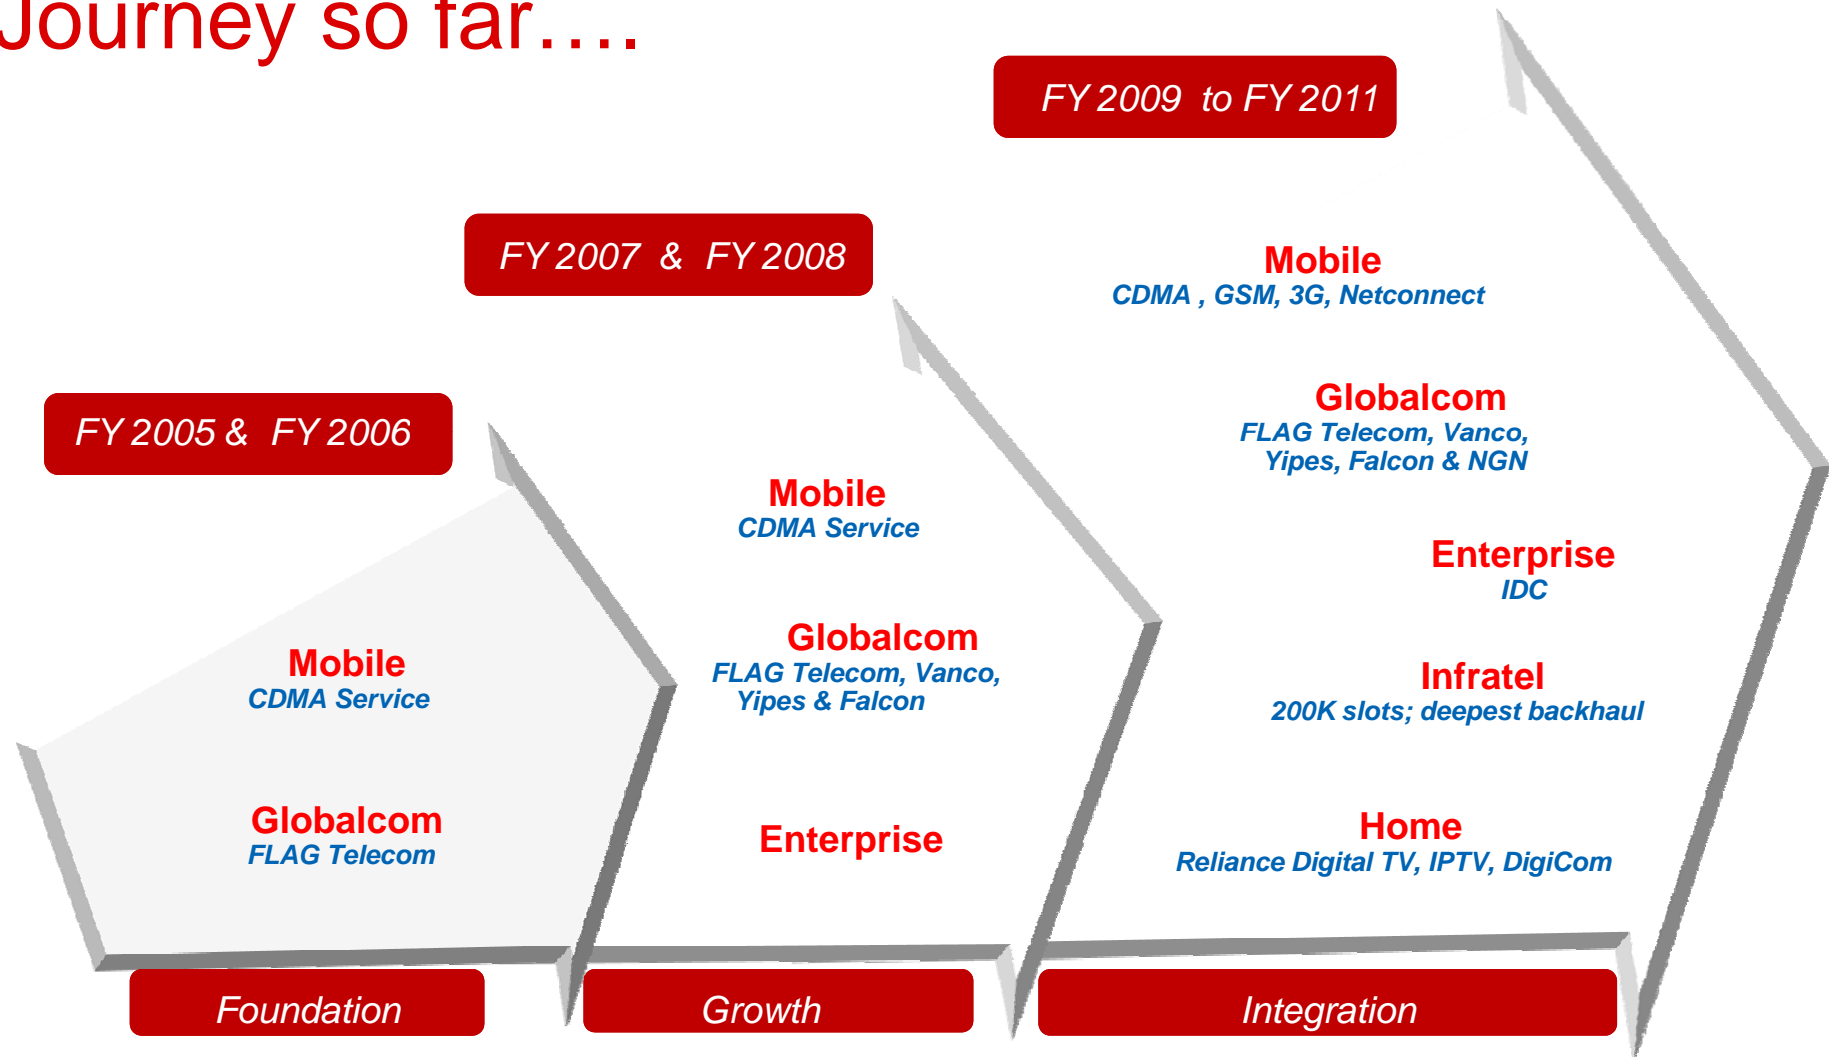 Journey so far….
FY 2005 & FY 2006
Mobile
CDMA Service
Globalcom
FLAG Telecom
Foundation
FY 2007 & FY 2008
Mobile
CDMA Service
Globalcom
FLAG Telecom, Vanco,
Yipes & Falcon
Enterprise
Growth
FY 2009 to FY 2011
Mobile
CDMA , GSM, 3G, Netconnect
Globalcom
FLAG Telecom, Vanco,
Yipes, Falcon & NGN
Enterprise
IDC
Infratel
200K slots; deepest backhaul
Home
Reliance Digital TV, IPTV, DigiCom
Integration